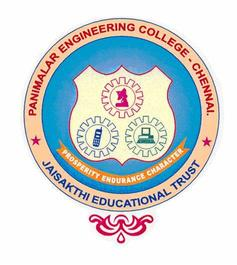 PANIMALAR ENGINEERING COLLEGE - CHENNAI.
PROSPERITY ENDURANCE CHARACTER
JAISAKTHI EDUCATIONAL TRUST